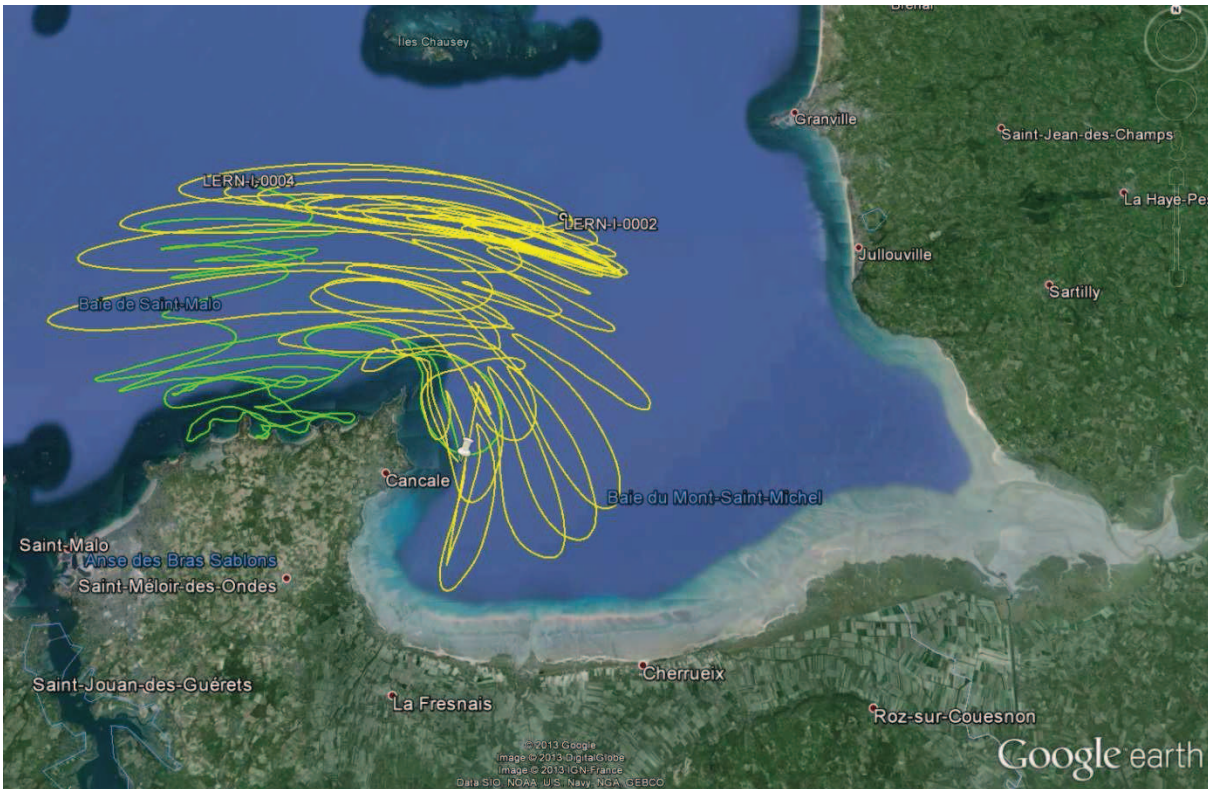 Bréhal
Îles Chausey
N
Granville
Saint-Jean-des-Champs
LERN-I-0004
La Haye-Pes
LERN-I-0002
Jullouville
Baie de Saint-Malo
Sartilly
Cancale
Baie du Mont-Saint-Michel
Saint-Malo
Anse des Bras Sablons
Saint-Méloir-des-Ondes
Cherrueix
Saint-Jouan-des-Guérets
La Fresnais
Roz-sur-Couesnon
© 2013 Google
Image © 2013 DigitalGlobe
Image © 2013 IGN-France
Data SIO, NOAA, U.S. Navy, NGA, GEBCO
Google earth